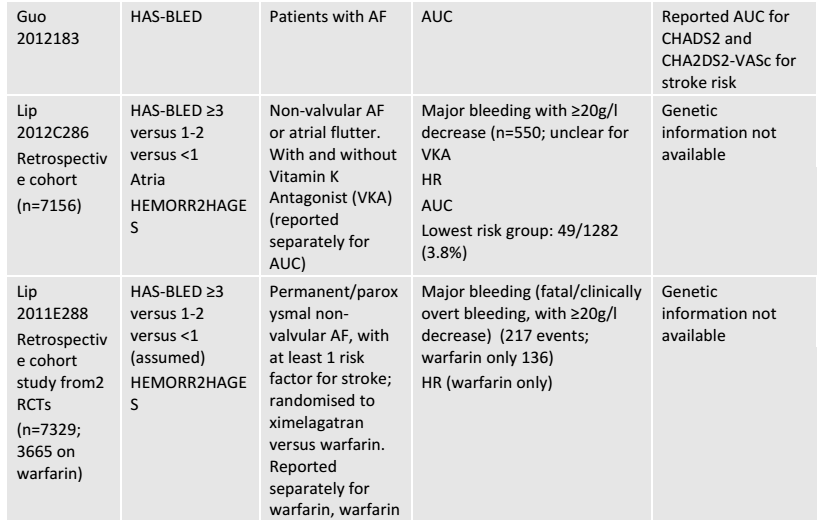 Guo
2012183
HAS-BLED
Patients with AF
AUC
Reported AUC for
CHADS2 and
CHA2DS2-VASc for
stroke risk
Lip
2012C286
Retrospectiv
e cohort
(n=7156)
HAS-BLED ≥3
versus 1-2
versus <1
Atria
HEMORR2HAGE
S
Non-valvular AF
or atrial flutter.
With and without
Vitamin K
Antagonist (VKA)
(reported
separately for
AUC)
Major bleeding with ≥20g/l
decrease (n=550; unclear for
VKA
HR
AUC
Lowest risk group: 49/1282
(3.8%)
Genetic
information not
available
Lip
2011E288
Retrospectiv
e cohort
study from2
RCTs
(n=7329;
3665 on
warfarin)
HAS-BLED ≥3
versus 1-2
versus <1
(assumed)
HEMORR2HAGE
S
Permanent/parox
ysmal non-
valvular AF, with
at least 1 risk
factor for stroke;
randomised to
ximelagatran
versus warfarin.
Reported
separately for
warfarin, warfarin
Major bleeding (fatal/clinically
overt bleeding, with ≥20g/l
decrease) (217 events;
warfarin only 136)
HR (warfarin only)
Genetic
information not
available